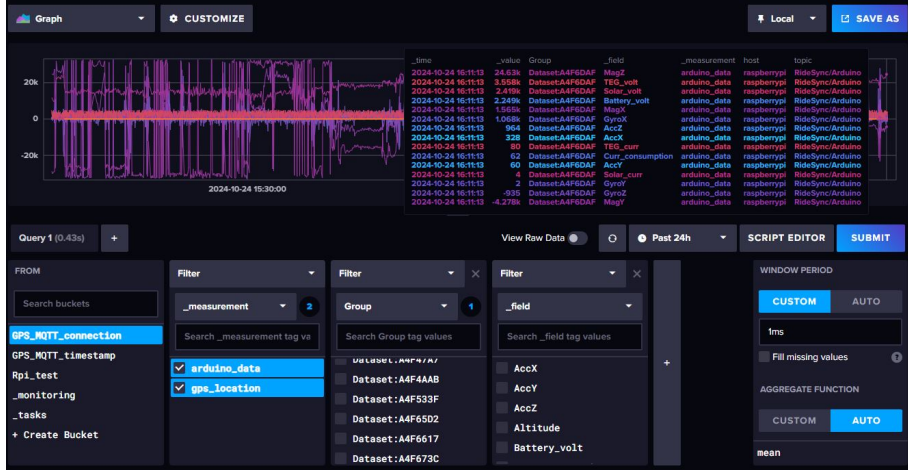 Graph
CUSTOMIZE
Local
SAVE AS
_time _value Group _field _measurement host topic
2024-10-24 16:11:13 24.63k Dataset:A4F6DAF MagZ arduino_data raspberrypi RideSync/Arduino
2024-10-24 16:11:13 3.558k Dataset:A4F6DAF TEG_volt arduino_data raspberrypi RideSync/Arduino
2024-10-24 16:11:13 2.419k Dataset:A4F6DAF Solar_volt arduino_data raspberrypi RideSync/Arduino
2024-10-24 16:11:13 2.249k Dataset:A4F6DAF Battery_volt arduino_data raspberrypi RideSync/Arduino
2024-10-24 16:11:13 1.565k Dataset:A4F6DAF MagX arduino_data raspberrypi RideSync/Arduino
2024-10-24 16:11:13 1.068k Dataset:A4F6DAF GyroX arduino_data raspberrypi RideSync/Arduino
2024-10-24 16:11:13 964 Dataset:A4F6DAF AccZ arduino_data raspberrypi RideSync/Arduino
2024-10-24 16:11:13 328 Dataset:A4F6DAF AccX arduino_data raspberrypi RideSync/Arduino
2024-10-24 16:11:13 80 Dataset:A4F6DAF TEG_curr arduino_data raspberrypi RideSync/Arduino
2024-10-24 16:11:13 62 Dataset:A4F6DAF Curr_consumption arduino_data raspberrypi RideSync/Arduino
2024-10-24 16:11:13 60 Dataset:A4F6DAF AccY arduino_data raspberrypi RideSync/Arduino
2024-10-24 16:11:13 4 Dataset:A4F6DAF Solar_curr arduino_data raspberrypi RideSync/Arduino
2024-10-24 16:11:13 2 Dataset:A4F6DAF GyroY arduino_data raspberrypi RideSync/Arduino
2024-10-24 16:11:13 -935 Dataset:A4F6DAF GyroZ arduino_data raspberrypi RideSync/Arduino
2024-10-24 16:11:13 -4.278k Dataset:A4F6DAF MagY arduino_data raspberrypi RideSync/Arduino
20k
0
-20k
2024-10-24 15:30:00
Query 1 (0.43s)
+
View Raw Data
Past 24h
SCRIPT EDITOR
SUBMIT
FROM
Search buckets
GPS_MQTT_connection
GPS_MQTT_timestamp
Rpi_test
_monitoring
_tasks
+ Create Bucket
Filter
_measurement 2
Search _measurement tag va
arduino_data
gps_location
Filter
Group 1
Search Group tag values
Dataset:A4F47A7
Dataset:A4F4AAB
Dataset:A4F533F
Dataset:A4F65D2
Dataset:A4F6617
Dataset:A4F673C
Filter
_field
Search _field tag values
AccX
AccY
AccZ
Altitude
Battery_volt
+
WINDOW PERIOD
CUSTOM AUTO
1ms
Fill missing values ?
AGGREGATE FUNCTION
CUSTOM AUTO
mean